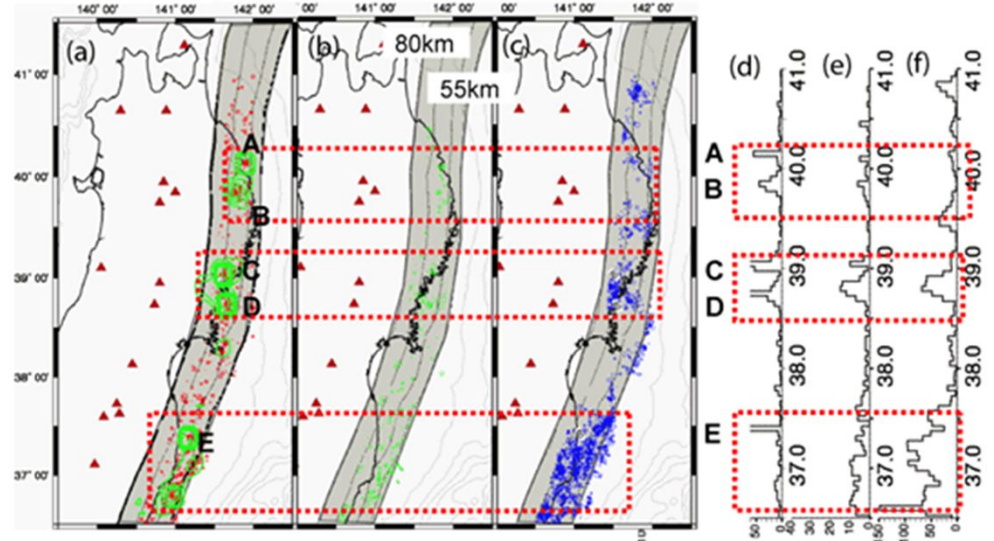 140° 00' 141° 00' 142° 00' 141° 00' 142° 00' 141° 00' 142° 00'
(a) (b) 80km (c)
55km
(d) (e) (f)
41° 00'
40° 00'
39° 00'
38° 00'
37° 00'
A
B
C
D
E
A
B
C
D
E
41.0 41.0 41.0
40.0 40.0 40.0
39.0 39.0 39.0
38.0 38.0 38.0
37.0 37.0 37.0
50 0 40 30 20 10 0 150 100 50 0